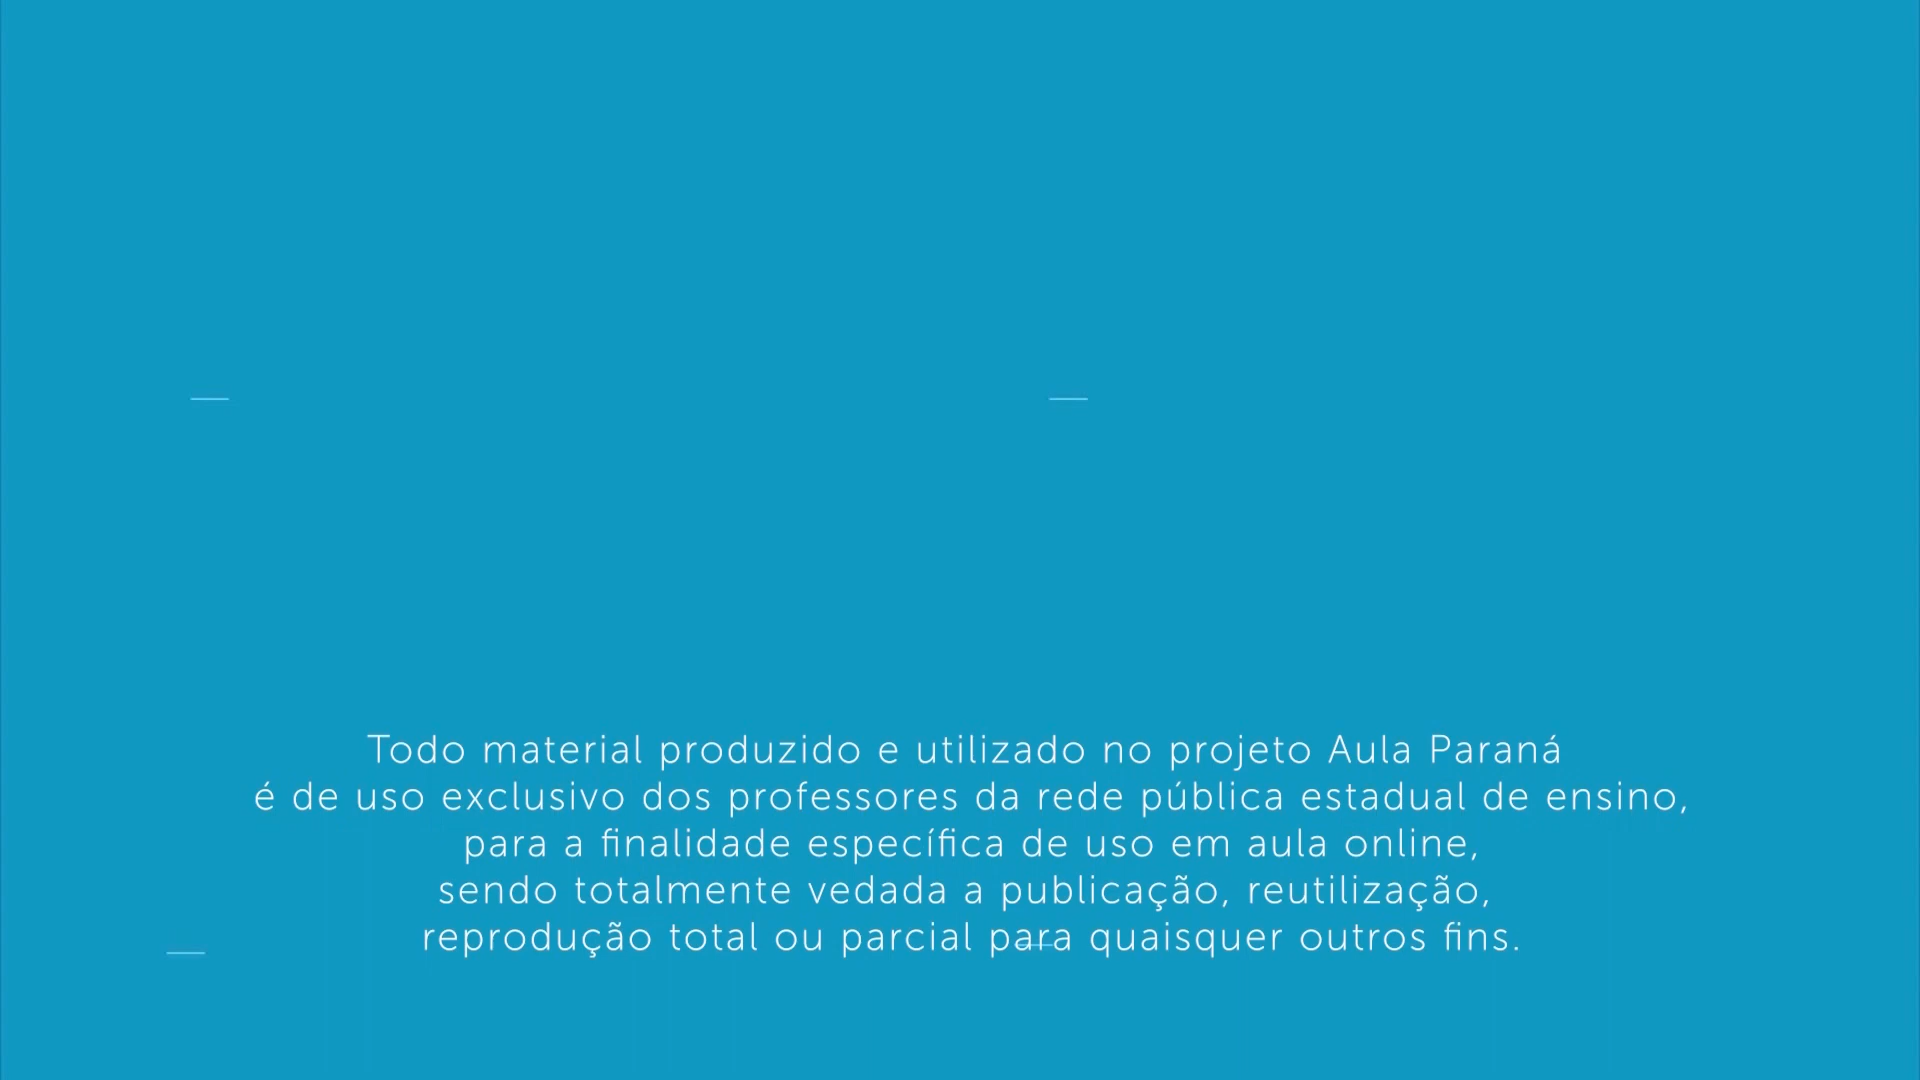 Todo material produzido e utilizado no projeto Aula Paraná
é de uso exclusivo dos professores da rede pública estadual de ensino,
para a finalidade específica de uso em aula online,
sendo totalmente vedada a publicação, reutilização,
reprodução total ou parcial para quaisquer outros fins.